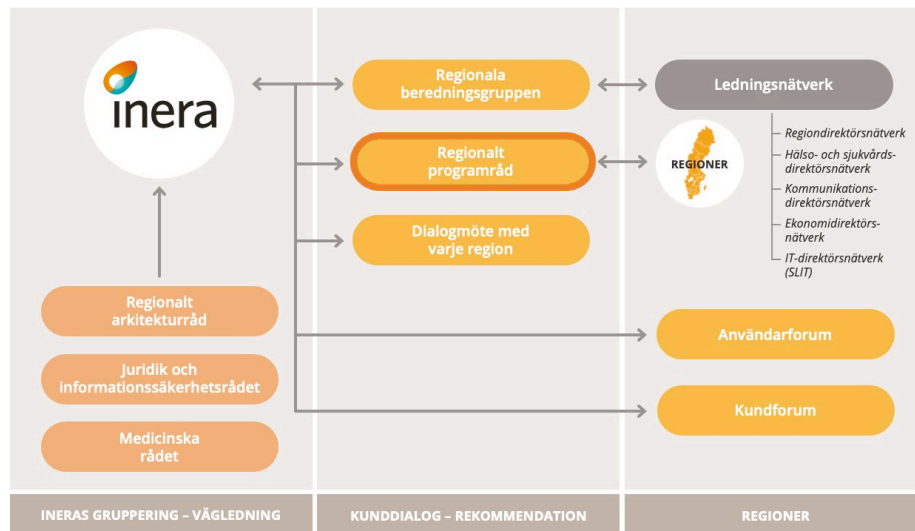 inera
Regionalt
arkitekturråd
Juridik och
informationssäkerhetsrådet
Medicinska
rådet
INERAS GRUPPERING – VÄGLEDNING
Regionala
beredningsgruppen
Regionalt
programråd
Dialogmöte med
varje region
KUNDDIALOG – REKOMMENDATION
Ledningsnätverk
REGIONER
Regiondirektörsnätverk
Hälso- och sjukvårds-
direktörsnätverk
Kommunikations-
direktörsnätverk
Ekonomidirektörs-
nätverk
IT-direktörsnätverk
(SLIT)
Användarforum
Kundforum
REGIONER